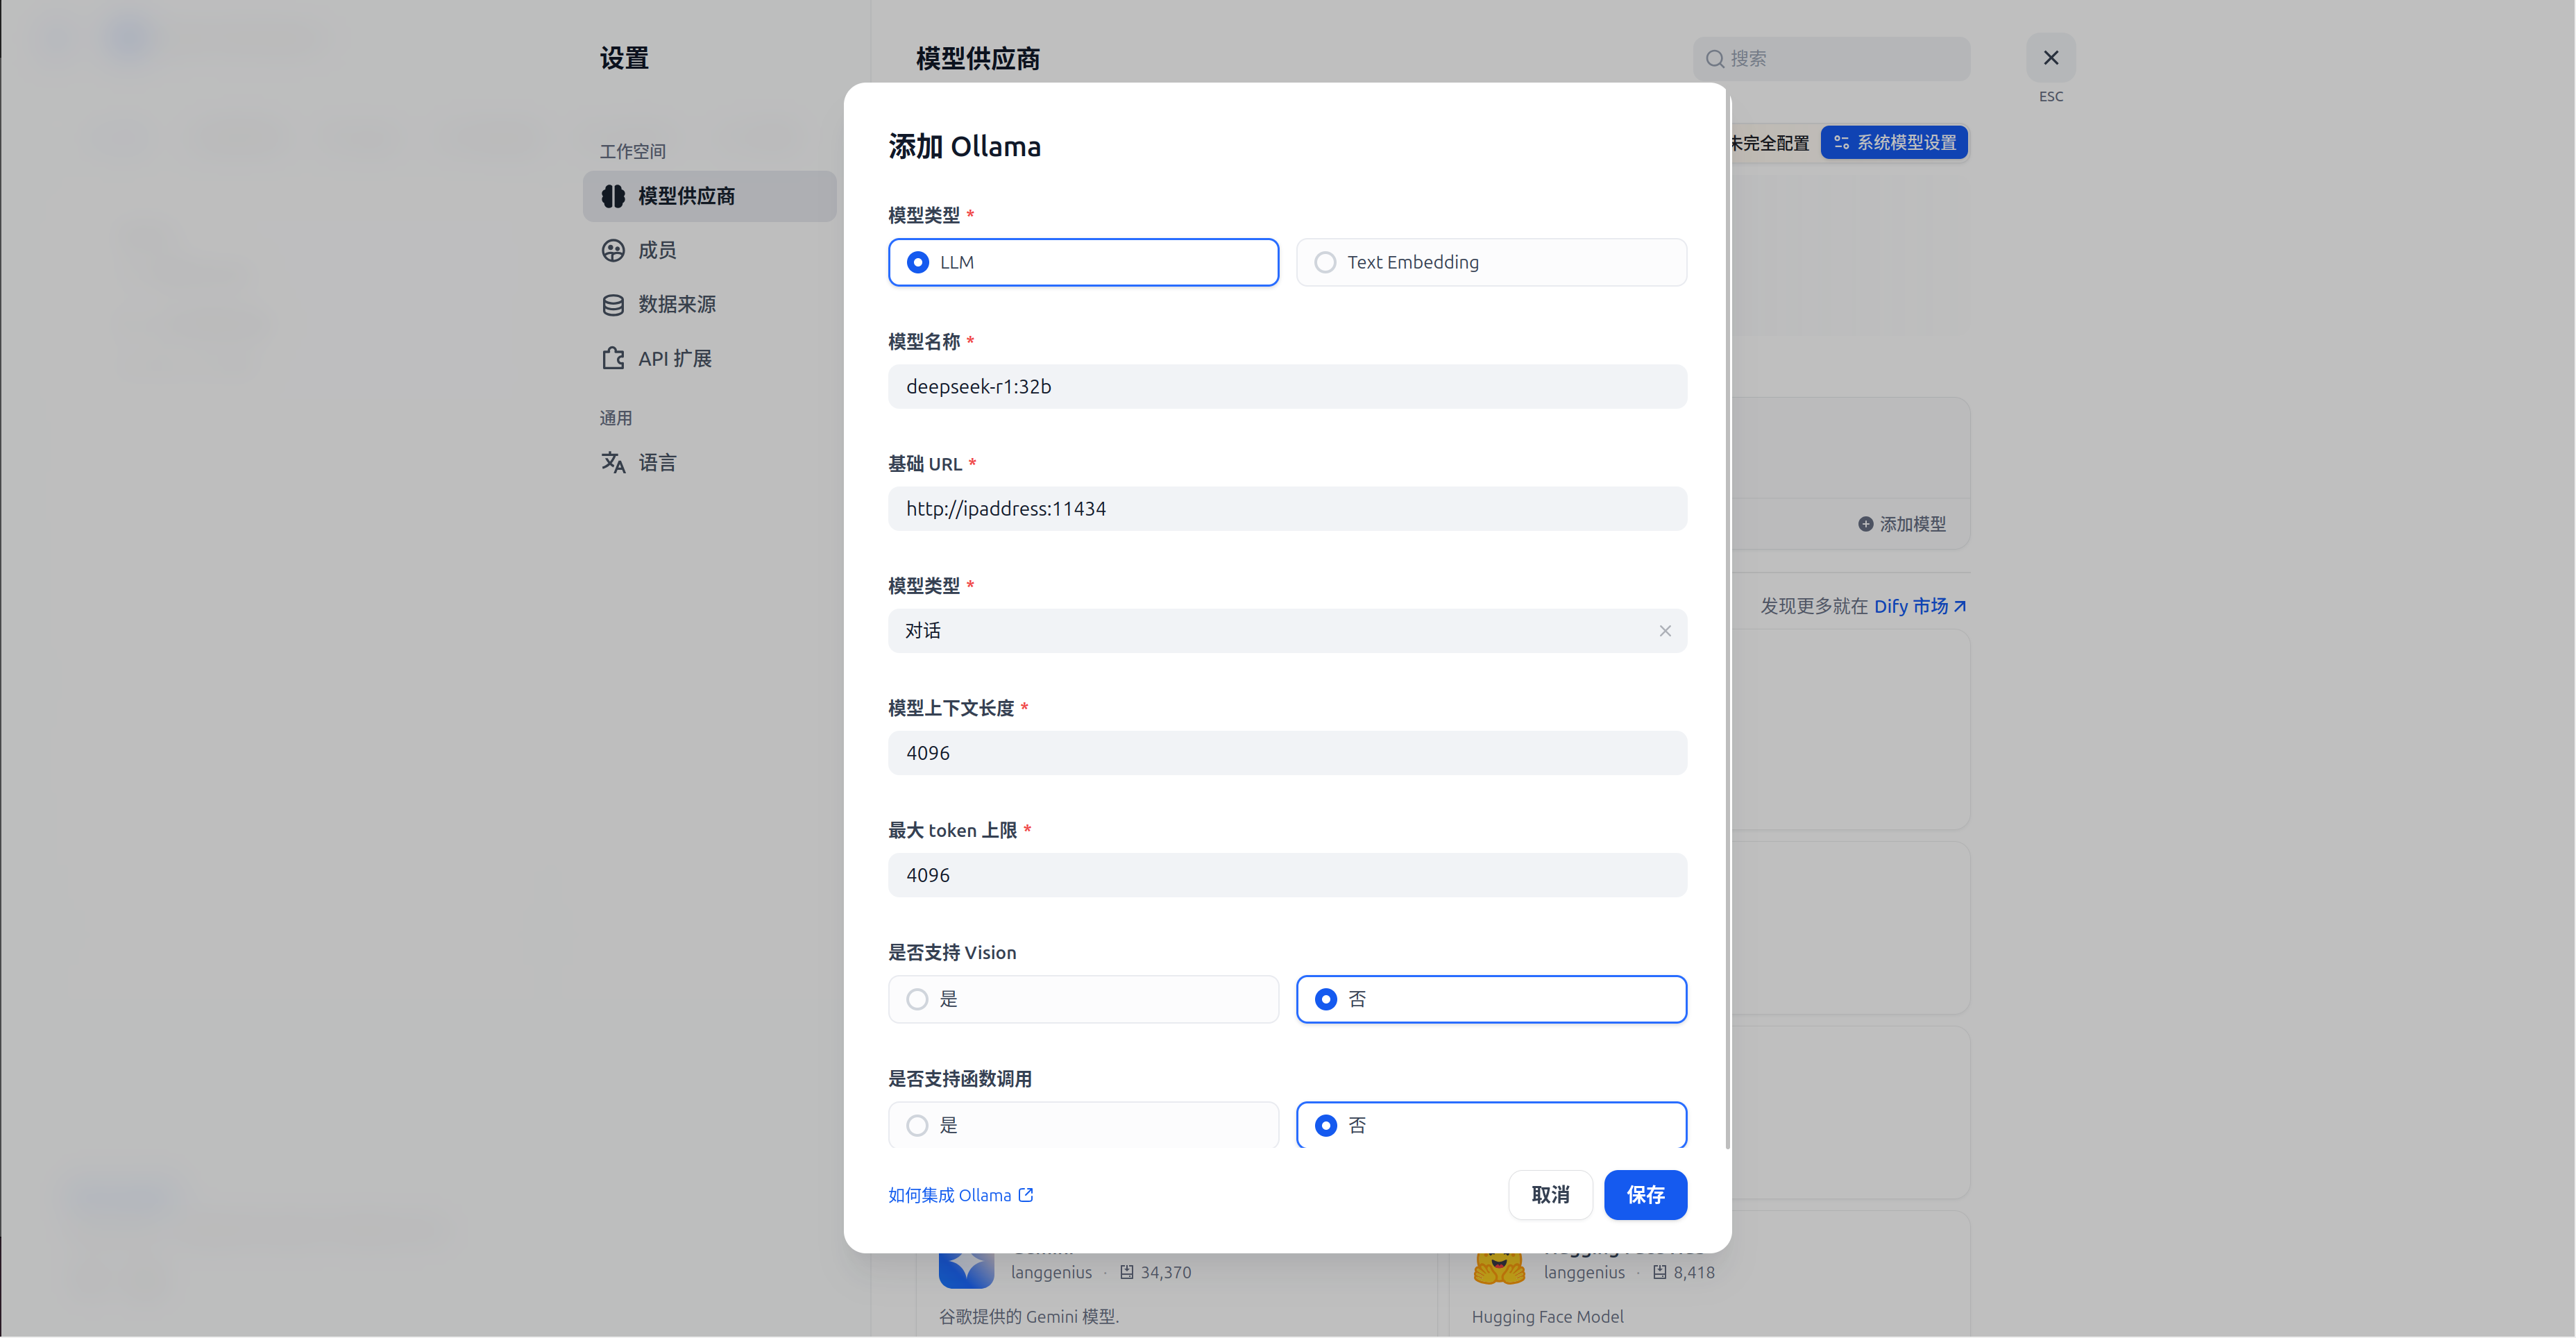 设置
工作空间
模型供应商
成员
数据来源
API 扩展
通用
语言
模型供应商
搜索
ESC
未完全配置
系统模型设置
添加 Ollama
模型类型 *
LLM
Text Embedding
模型名称 *
deepseek-r1:32b
基础 URL *
http://ipaddress:11434
模型类型 *
对话
模型上下文长度 *
4096
最大 token 上限 *
4096
是否支持 Vision
是
否
是否支持函数调用
是
否
如何集成 Ollama
取消
保存
添加模型
发现更多就在 Dify 市场
langgenius · 34,370
谷歌提供的 Gemini 模型.
langgenius · 8,418
Hugging Face Model